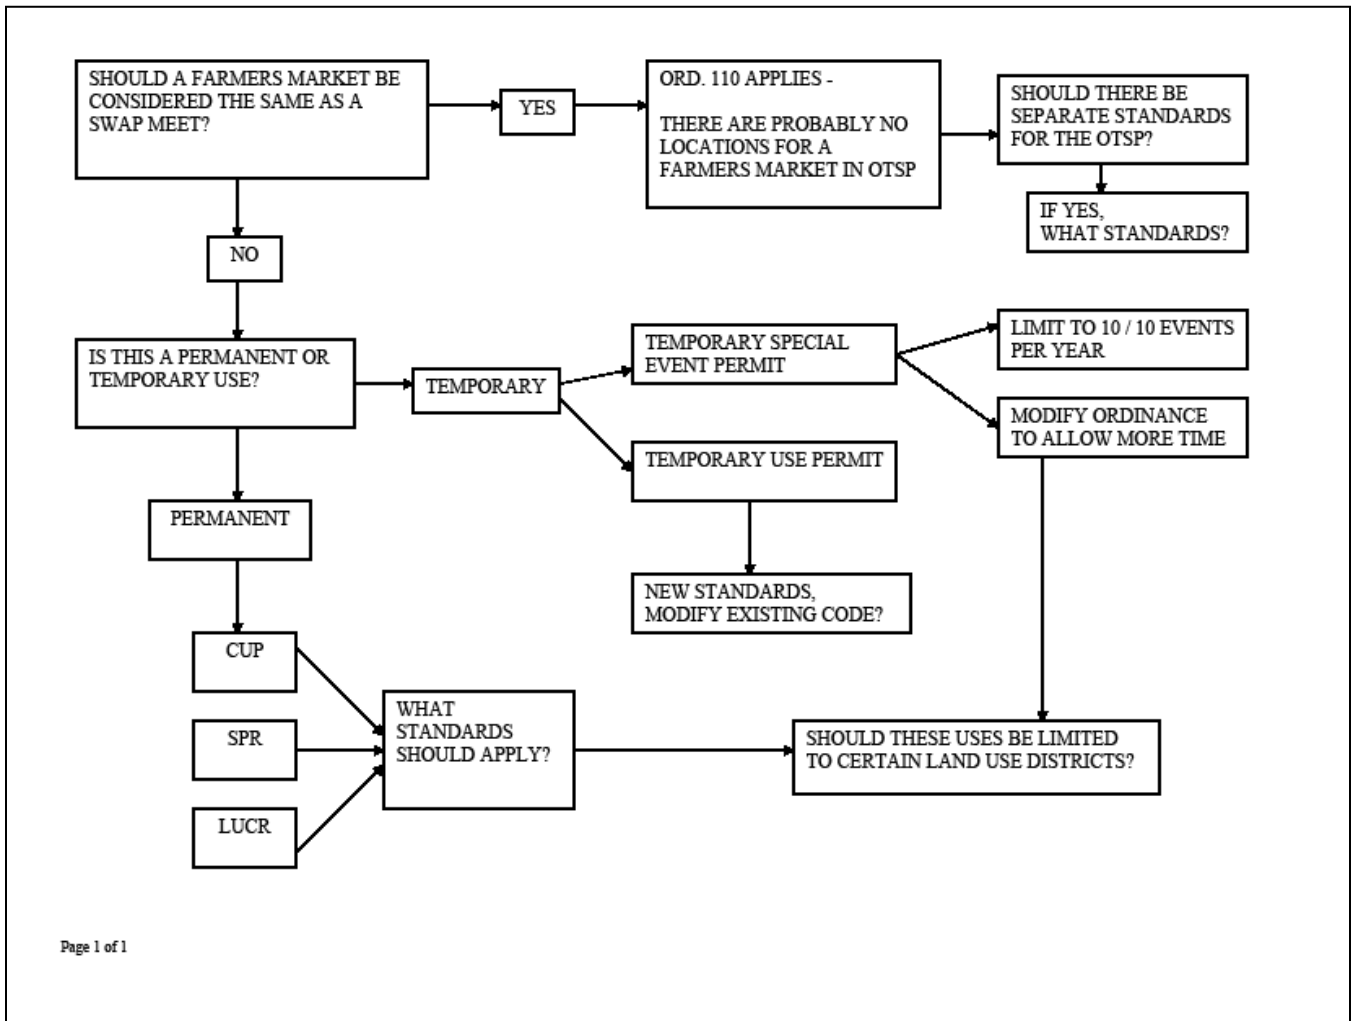 SHOULD A FARMERS MARKET BE
CONSIDERED THE SAME AS A
SWAP MEET?
YES
ORD. 110 APPLIES -
THERE ARE PROBABLY NO
LOCATIONS FOR A
FARMERS MARKET IN OTSP
SHOULD THERE BE
SEPARATE STANDARDS
FOR THE OTSP?
IF YES,
WHAT STANDARDS?
NO
IS THIS A PERMANENT OR
TEMPORARY USE?
TEMPORARY
TEMPORARY SPECIAL
EVENT PERMIT
LIMIT TO 10 / 10 EVENTS
PER YEAR
MODIFY ORDINANCE
TO ALLOW MORE TIME
TEMPORARY USE PERMIT
NEW STANDARDS,
MODIFY EXISTING CODE?
PERMANENT
CUP
SPR
LUCR
WHAT
STANDARDS
SHOULD APPLY?
SHOULD THESE USES BE LIMITED
TO CERTAIN LAND USE DISTRICTS?
Page 1 of 1